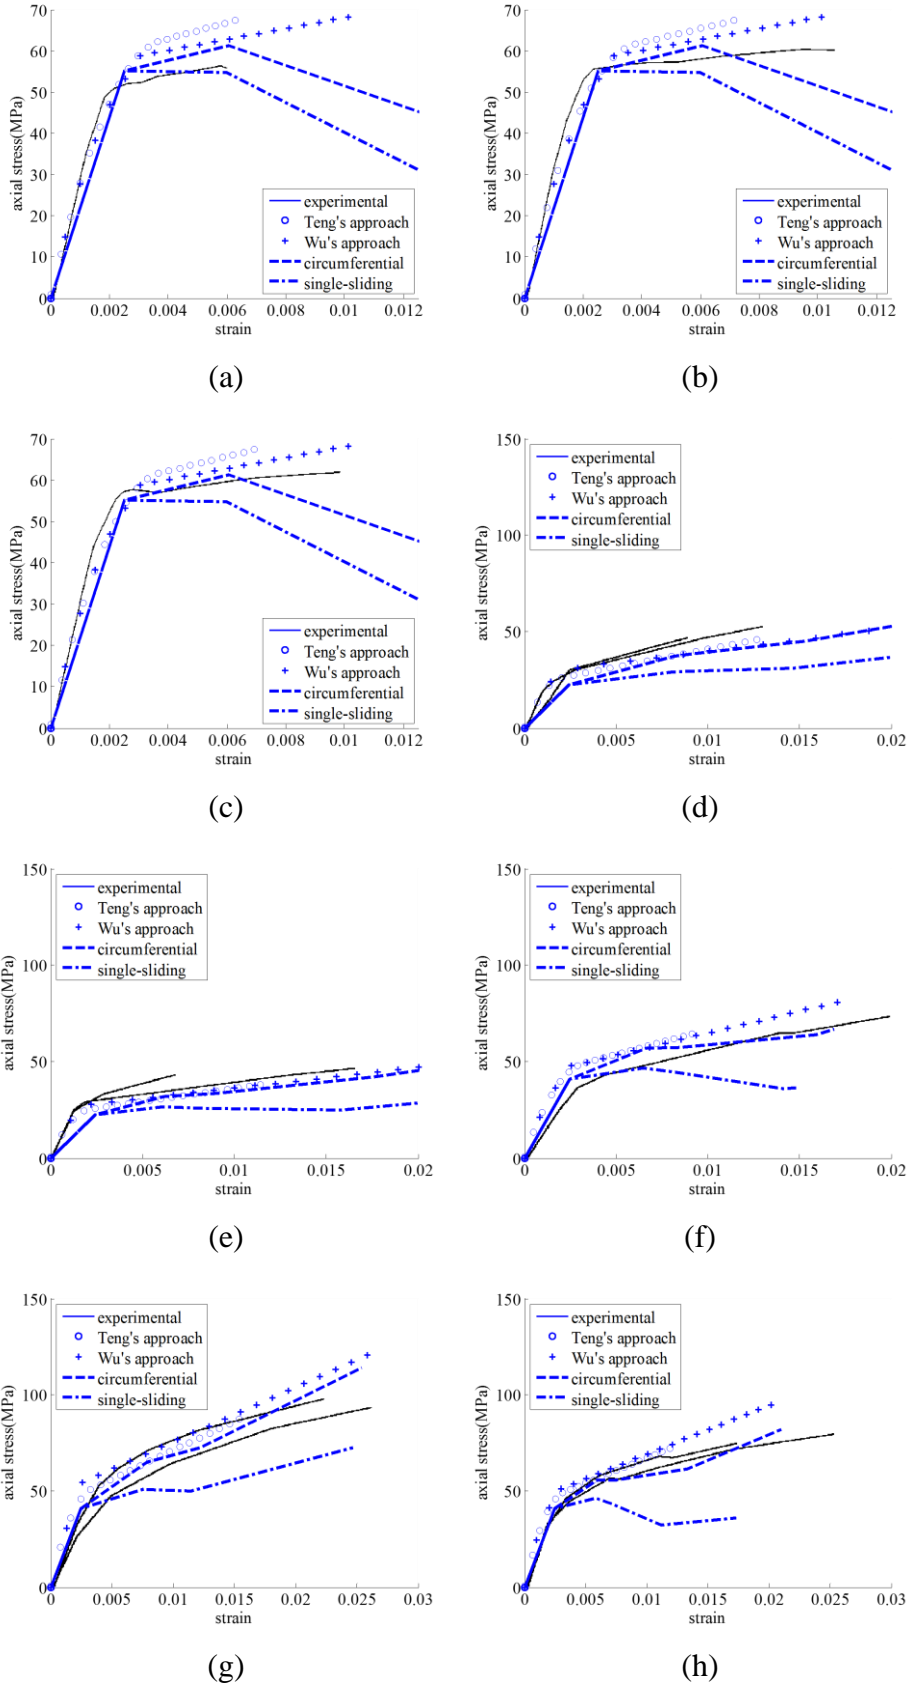 70
60
50
40
30
20
10
0
axial stress(MPa)
experimental
Teng's approach
Wu's approach
circumferential
single-sliding
0 0.002 0.004 0.006 0.008 0.01 0.012
strain
(a)
70
60
50
40
30
20
10
0
axial stress(MPa)
experimental
Teng's approach
Wu's approach
circumferential
single-sliding
0 0.002 0.004 0.006 0.008 0.01 0.012
strain
(b)
70
60
50
40
30
20
10
0
axial stress(MPa)
experimental
Teng's approach
Wu's approach
circumferential
single-sliding
0 0.002 0.004 0.006 0.008 0.01 0.012
strain
(c)
150
100
50
0
axial stress(MPa)
experimental
Teng's approach
Wu's approach
circumferential
single-sliding
0 0.005 0.01 0.015 0.02
strain
(d)
150
100
50
0
axial stress(MPa)
experimental
Teng's approach
Wu's approach
circumferential
single-sliding
0 0.005 0.01 0.015 0.02
strain
(e)
150
100
50
0
axial stress(MPa)
experimental
Teng's approach
Wu's approach
circumferential
single-sliding
0 0.005 0.01 0.015 0.02
strain
(f)
150
100
50
0
axial stress(MPa)
experimental
Teng's approach
Wu's approach
circumferential
single-sliding
0 0.005 0.01 0.015 0.02 0.025 0.03
strain
(g)
150
100
50
0
axial stress(MPa)
experimental
Teng's approach
Wu's approach
circumferential
single-sliding
0 0.005 0.01 0.015 0.02 0.025 0.03
strain
(h)